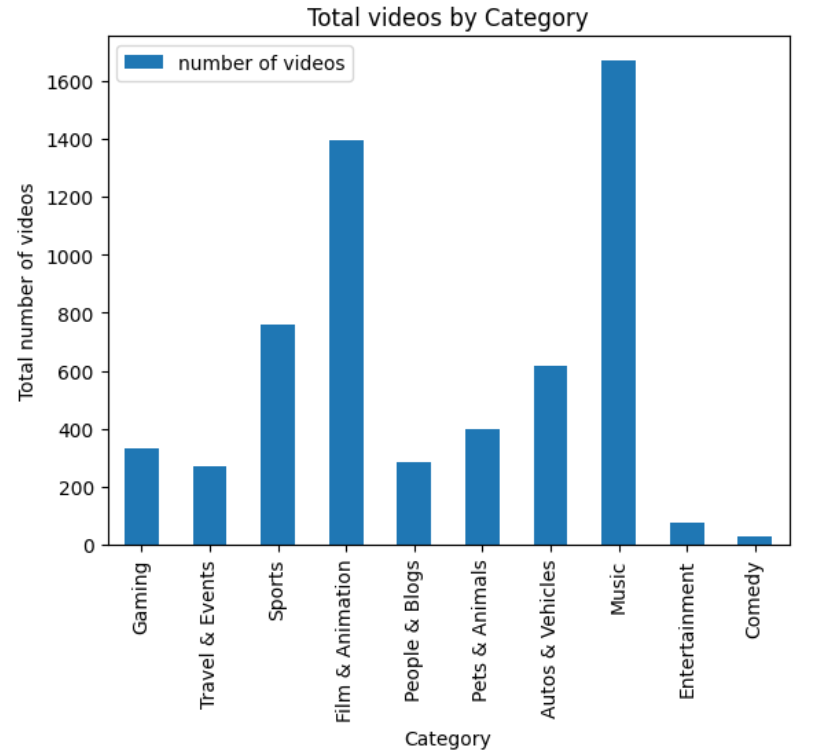 Total videos by Category
number of videos
Total number of videos
1600
1400
1200
1000
800
600
400
200
0
Gaming
Travel & Events
Sports
Film & Animation
People & Blogs
Pets & Animals
Autos & Vehicles
Music
Entertainment
Comedy
Category